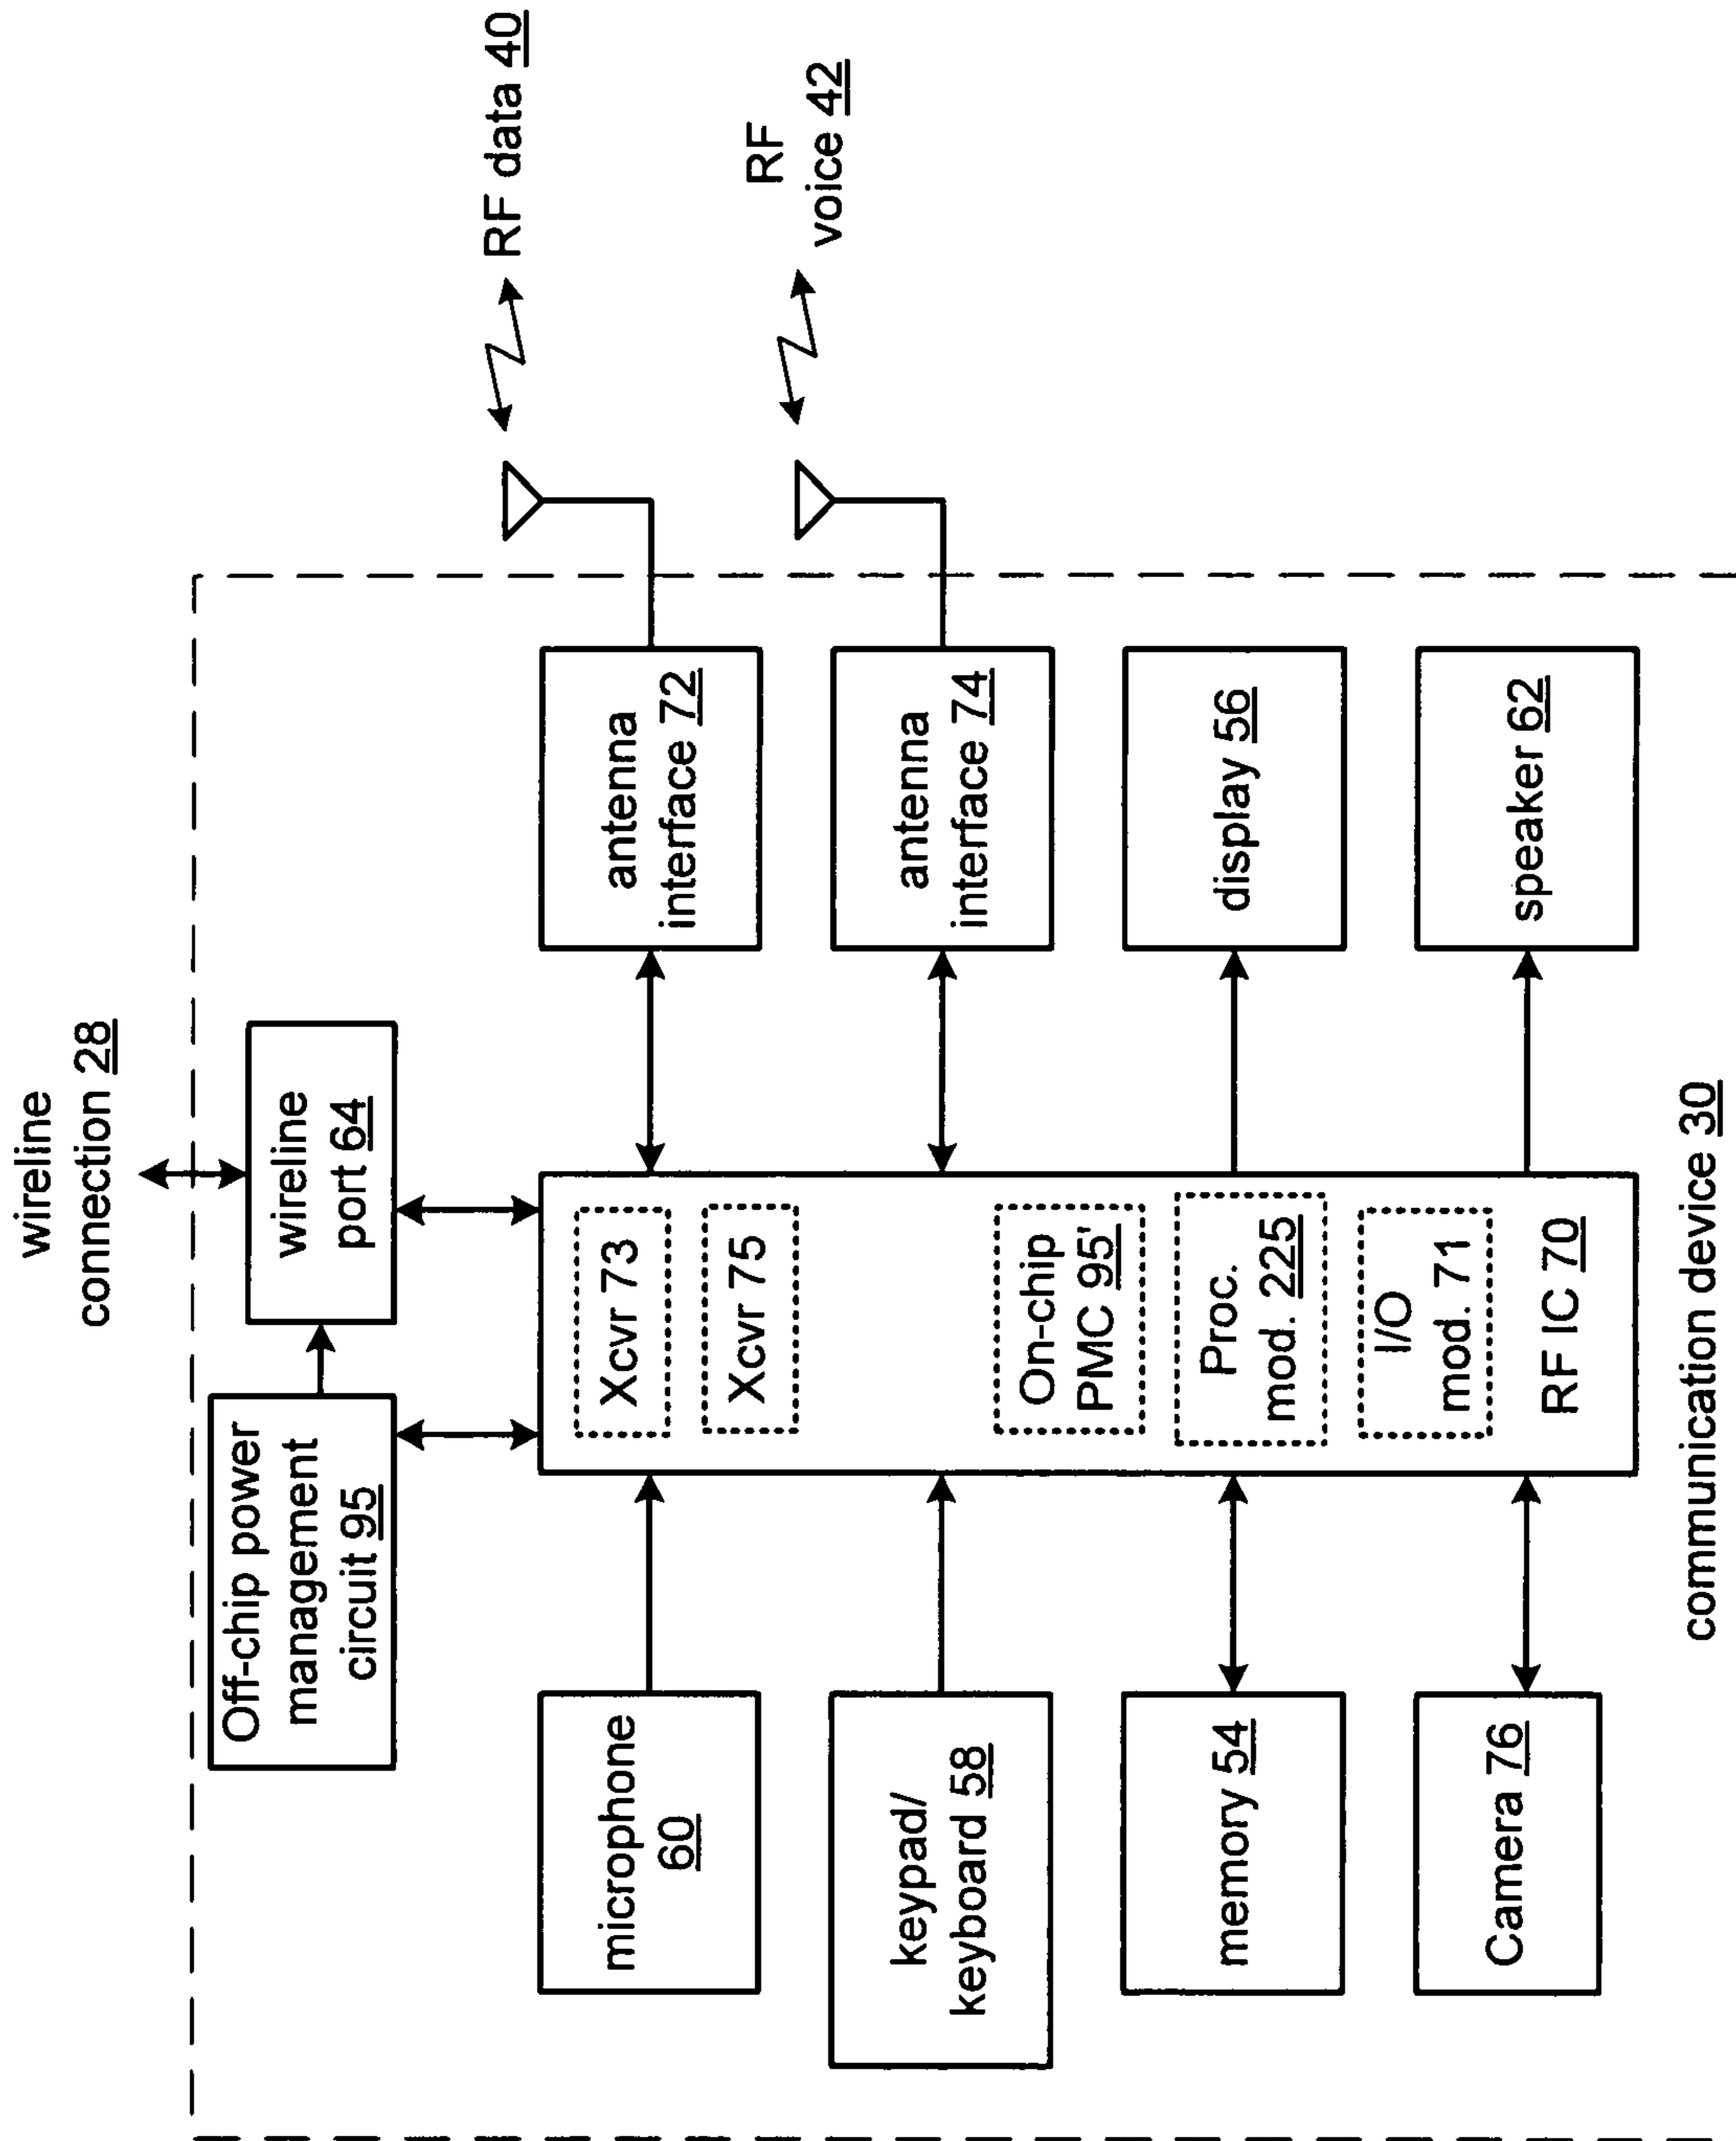 wireline
connection 28
RF data 40
RF
voice 42
Off-chip power
management
circuit 95
wireline
port 64
microphone
60
keypad/
keyboard 58
memory 54
Camera 76
Xcvr 73
Xcvr 75
On-chip
PMC 95'
Proc.
mod. 225
I/O
mod. 71
RF IC 70
antenna
interface 72
antenna
interface 74
display 56
speaker 62
communication device 30